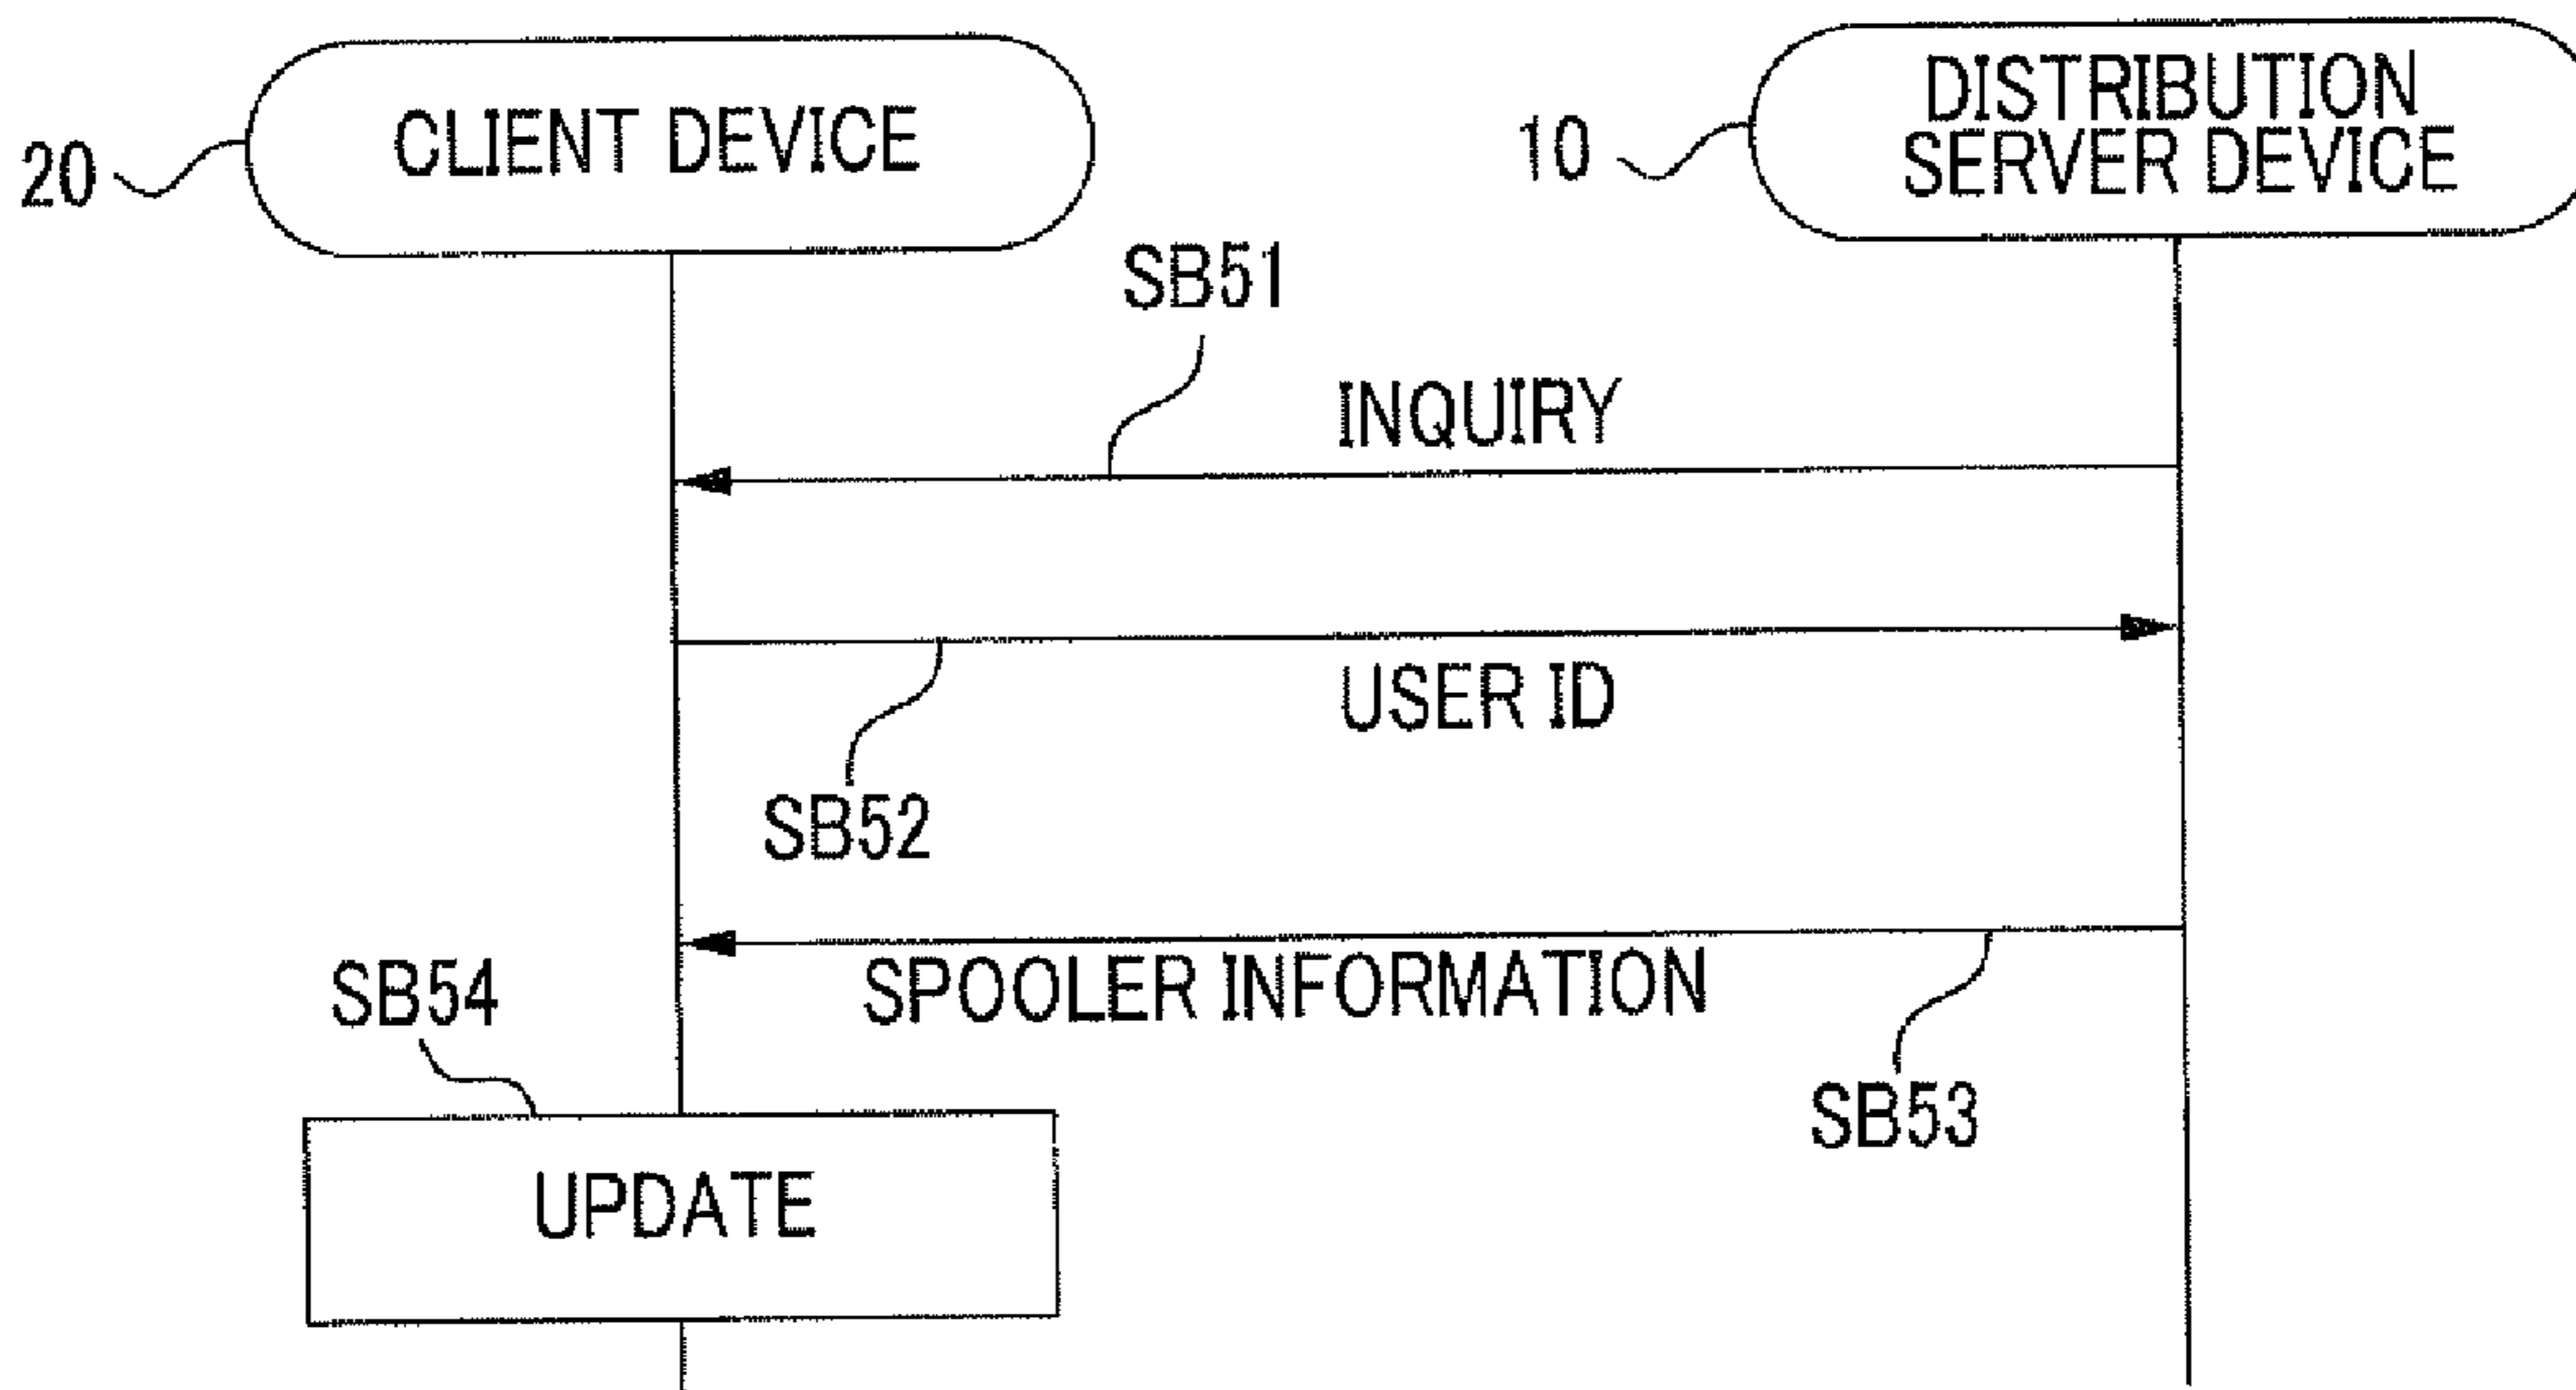 CLIENT DEVICE
DISTRIBUTION
SERVER DEVICE
20
10
SB51
INQUIRY
USER ID
SB52
SPOOLER INFORMATION
SB54
SB53
UPDATE